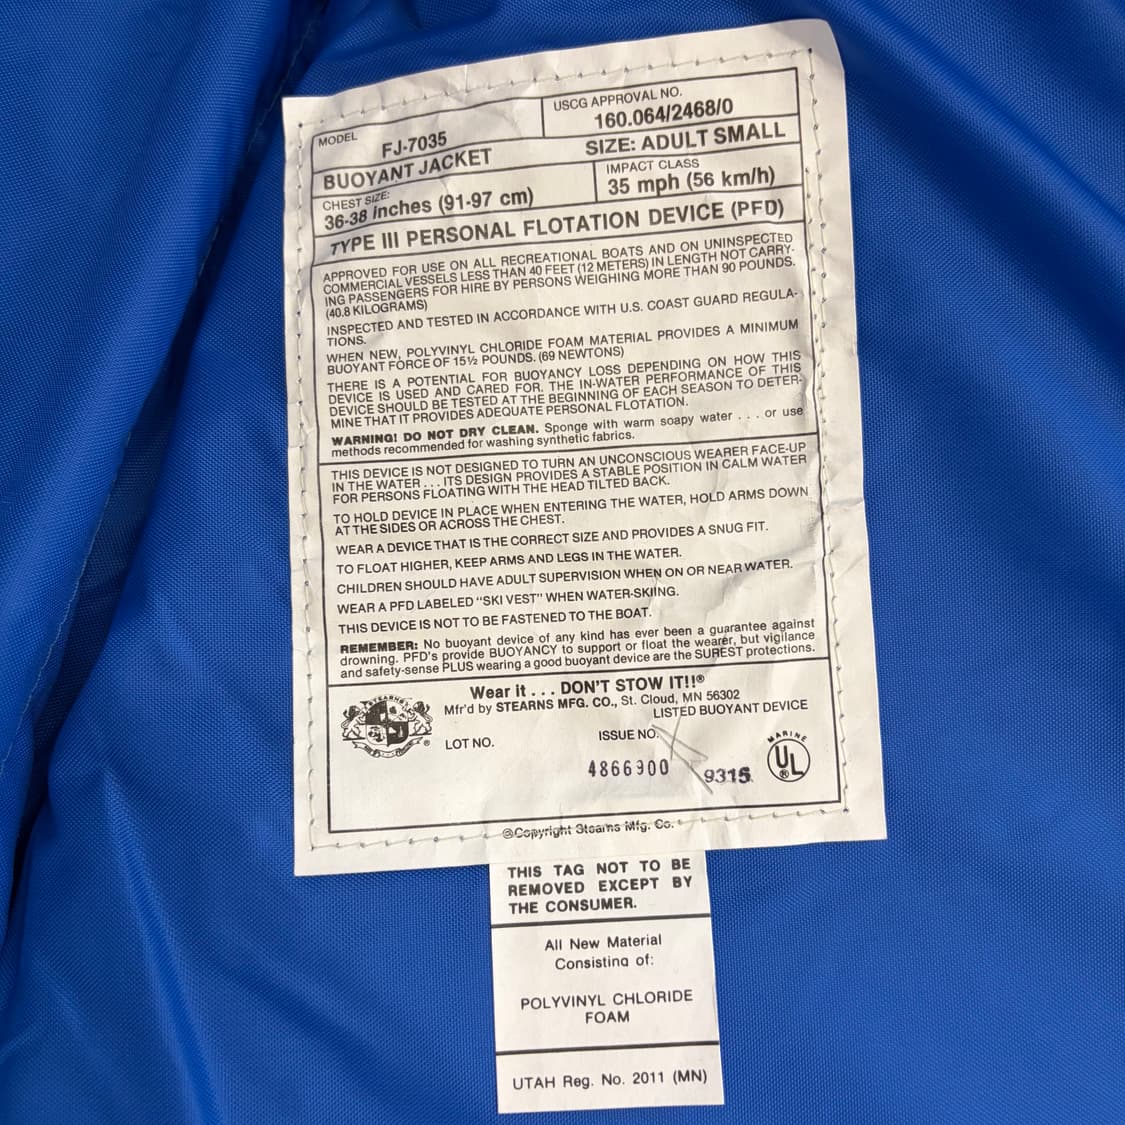 MODEL
FJ-7035
BUOYANT JACKET
USCG APPROVAL NO.
160.064/2468/0
SIZE: ADULT SMALL
CHEST SIZE:
36-38 inches (91-97 cm)
IMPACT CLASS
35 mph (56 km/h)
TYPE III PERSONAL FLOTATION DEVICE (PFD)
APPROVED FOR USE ON ALL RECREATIONAL BOATS AND ON UNINSPECTED
COMMERCIAL VESSELS LESS THAN 40 FEET (12 METERS) IN LENGTH NOT CARRY-
ING PASSENGERS FOR HIRE BY PERSONS WEIGHING MORE THAN 90 POUNDS.
(40.8 KILOGRAMS)
INSPECTED AND TESTED IN ACCORDANCE WITH U.S. COAST GUARD REGULA-
TIONS.
WHEN NEW, POLYVINYL CHLORIDE FOAM MATERIAL PROVIDES A MINIMUM
BUOYANT FORCE OF 15½ POUNDS. (69 NEWTONS)
THERE IS A POTENTIAL FOR BUOYANCY LOSS DEPENDING ON HOW THIS
DEVICE IS USED AND CARED FOR. THE IN-WATER PERFORMANCE OF THIS
DEVICE SHOULD BE TESTED AT THE BEGINNING OF EACH SEASON TO DETER-
MINE THAT IT PROVIDES ADEQUATE PERSONAL FLOTATION.
WARNING! DO NOT DRY CLEAN. Sponge with warm soapy water . . . or use
methods recommended for washing synthetic fabrics.
THIS DEVICE IS NOT DESIGNED TO TURN AN UNCONSCIOUS WEARER FACE-UP
IN THE WATER . . . ITS DESIGN PROVIDES A STABLE POSITION IN CALM WATER
FOR PERSONS FLOATING WITH THE HEAD TILTED BACK.
TO HOLD DEVICE IN PLACE WHEN ENTERING THE WATER, HOLD ARMS DOWN
AT THE SIDES OR ACROSS THE CHEST.
WEAR A DEVICE THAT IS THE CORRECT SIZE AND PROVIDES A SNUG FIT.
TO FLOAT HIGHER, KEEP ARMS AND LEGS IN THE WATER.
CHILDREN SHOULD HAVE ADULT SUPERVISION WHEN ON OR NEAR WATER.
WEAR A PFD LABELED "SKI VEST" WHEN WATER-SKIING.
THIS DEVICE IS NOT TO BE FASTENED TO THE BOAT.
REMEMBER: No buoyant device of any kind has ever been a guarantee against
drowning. PFD's provide BUOYANCY to support or float the wearer, but vigilance
and safety-sense PLUS wearing a good buoyant device are the SUREST protections.
Wear it . . . DON'T STOW IT!!®
Mfr'd by STEARNS MFG. CO., St. Cloud, MN 56302
LISTED BUOYANT DEVICE
STEARNS
®
LOT NO.
ISSUE NO.
4866900
9315
MARINE
UL
®
©Copyright Stearns Mfg. Co.
THIS TAG NOT TO BE
REMOVED EXCEPT BY
THE CONSUMER.
All New Material
Consisting of:
POLYVINYL CHLORIDE
FOAM
UTAH Reg. No. 2011 (MN)